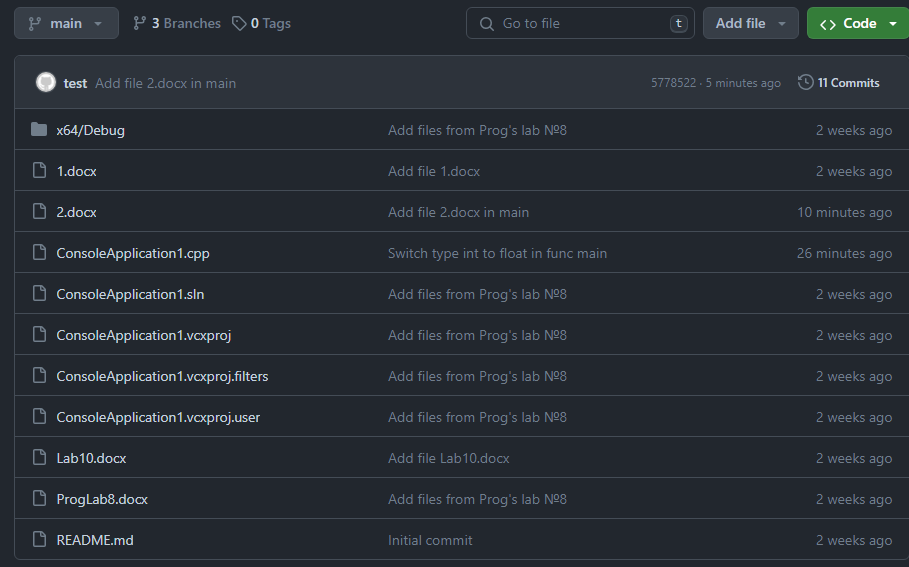 main 3 Branches 0 Tags Go to file t Add file Code
test Add file 2.docx in main 5778522 · 5 minutes ago 11 Commits
x64/Debug Add files from Prog's lab №8 2 weeks ago
1.docx Add file 1.docx 2 weeks ago
2.docx Add file 2.docx in main 10 minutes ago
ConsoleApplication1.cpp Switch type int to float in func main 26 minutes ago
ConsoleApplication1.sln Add files from Prog's lab №8 2 weeks ago
ConsoleApplication1.vcxproj Add files from Prog's lab №8 2 weeks ago
ConsoleApplication1.vcxproj.filters Add files from Prog's lab №8 2 weeks ago
ConsoleApplication1.vcxproj.user Add files from Prog's lab №8 2 weeks ago
Lab10.docx Add file Lab10.docx 2 weeks ago
ProgLab8.docx Add files from Prog's lab №8 2 weeks ago
README.md Initial commit 2 weeks ago